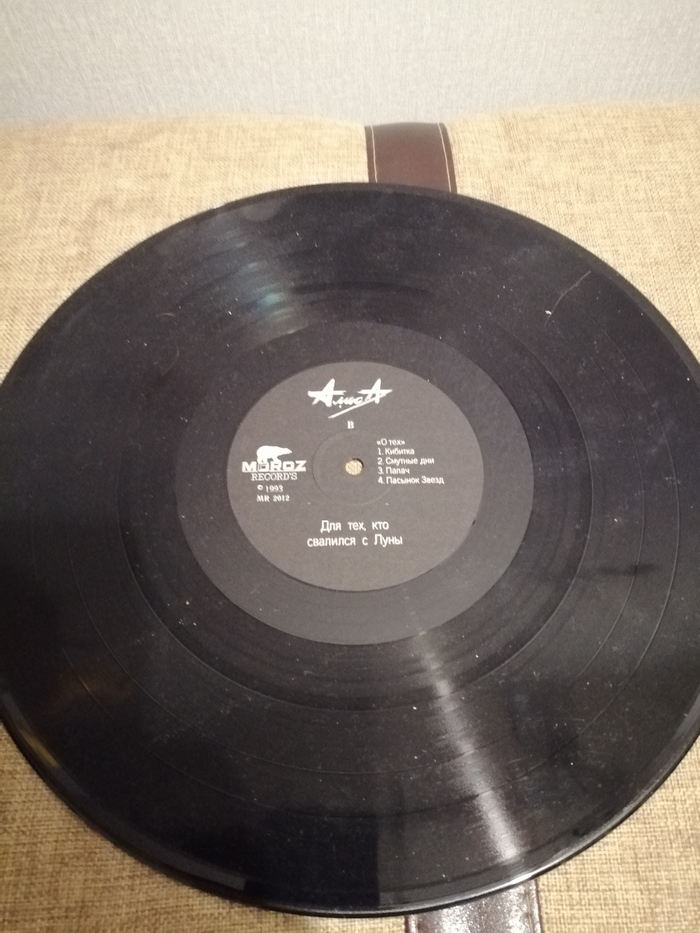 АлисА
B
«О тех»
1. Кибитка
2. Смутные дни
3. Палач
4. Пасынок Звезд
MOROZ
RECORD'S
© 1993
MR 2012
Для тех, кто
свалился с Луны